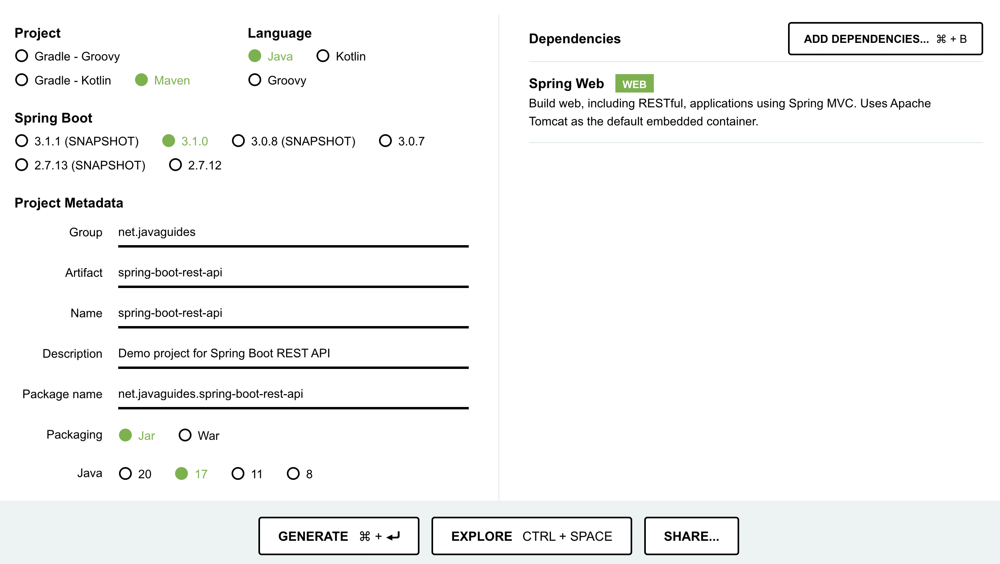 Project
Gradle - Groovy
Gradle - Kotlin Maven
Language
Java Kotlin
Groovy
Spring Boot
3.1.1 (SNAPSHOT) 3.1.0 3.0.8 (SNAPSHOT) 3.0.7
2.7.13 (SNAPSHOT) 2.7.12
Project Metadata
Group net.javaguides
Artifact spring-boot-rest-api
Name spring-boot-rest-api
Description Demo project for Spring Boot REST API
Package name net.javaguides.spring-boot-rest-api
Packaging Jar War
Java 20 17 11 8
Dependencies ADD DEPENDENCIES... ⌘ + B
Spring Web WEB
Build web, including RESTful, applications using Spring MVC. Uses Apache
Tomcat as the default embedded container.
GENERATE ⌘ + ⏎ EXPLORE CTRL + SPACE SHARE...